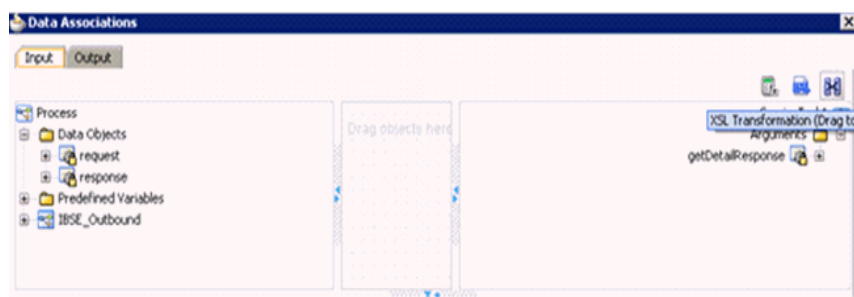 Data Associations
Input Output
Process
Data Objects
request
response
Predefined Variables
IBSE_Outbound
Drag objects here
XSL Transformation (Drag to
Arguments
getDetailResponse